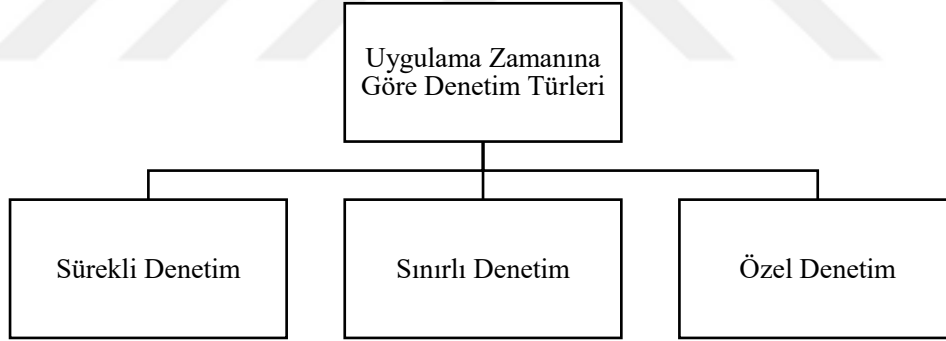 Uygulama Zamanına
Göre Denetim Türleri
Sürekli Denetim
Sınırlı Denetim
Özel Denetim